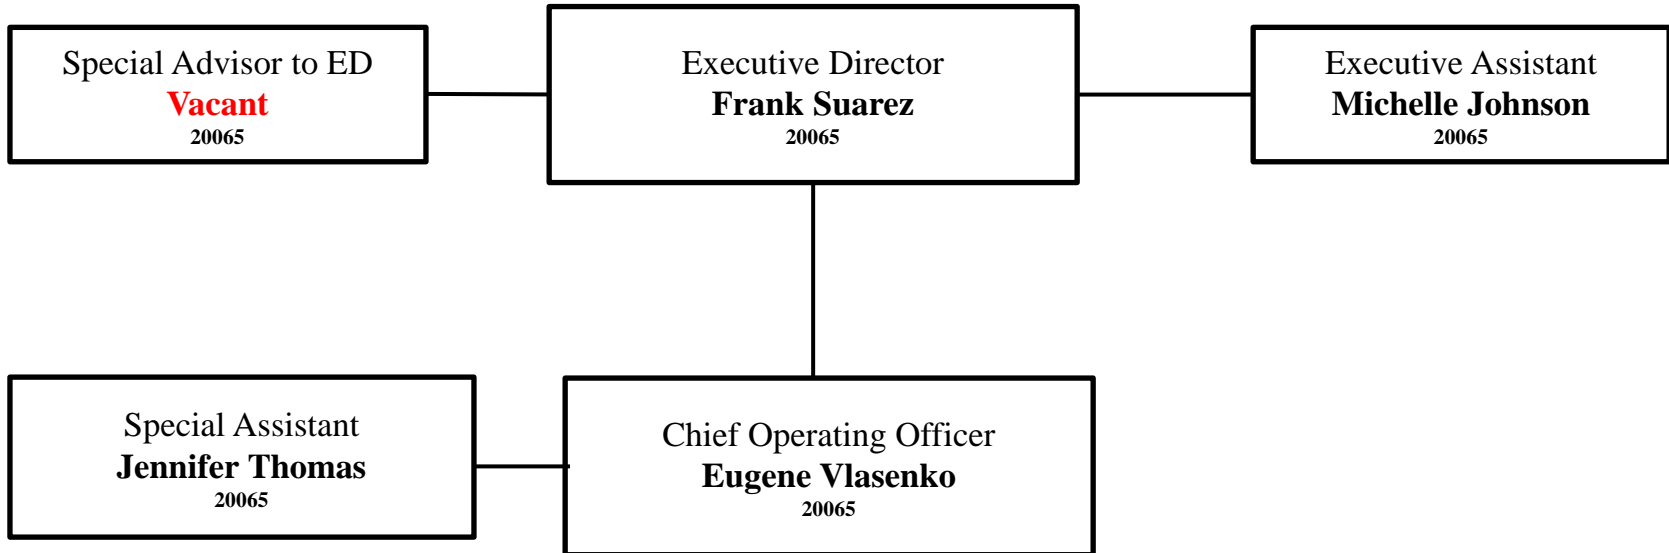 Special Advisor to ED
Vacant
20065
Executive Director
Frank Suarez
20065
Executive Assistant
Michelle Johnson
20065
Special Assistant
Jennifer Thomas
20065
Chief Operating Officer
Eugene Vlasenko
20065